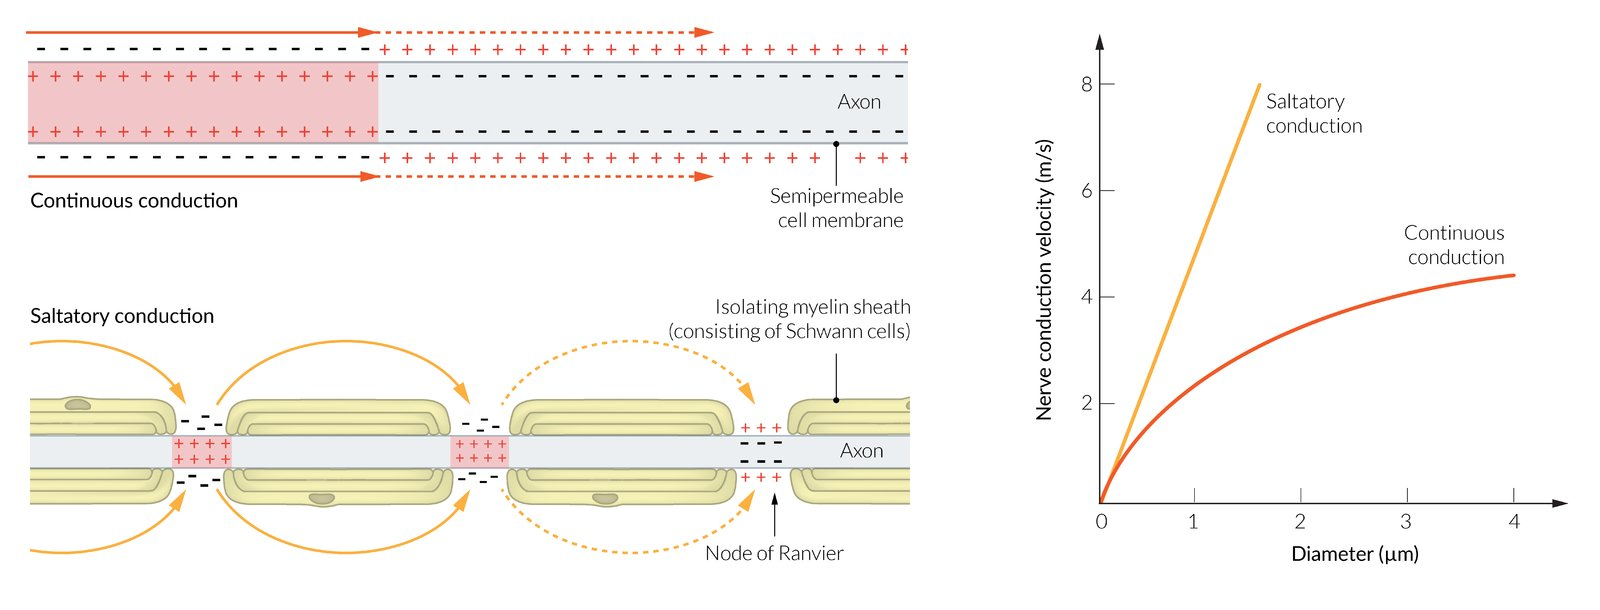 Axon
Semipermeable
cell membrane
Continuous conduction
Saltatory conduction
Isolating myelin sheath
(consisting of Schwann cells)
Axon
Node of Ranvier
Nerve conduction velocity (m/s)
8
6
4
2
Saltatory
conduction
Continuous
conduction
0 1 2 3 4
Diameter (µm)